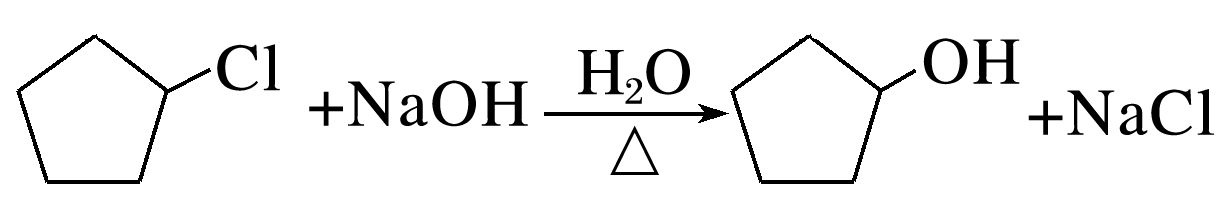 Cl +NaOH H₂O △ OH +NaCl